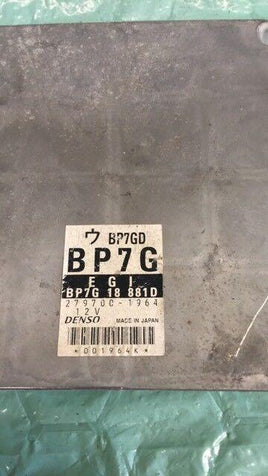 ウ BP7GD
BP7G
EGI
BP7G 18 881D
279700-1964
12V
DENSO MADE IN JAPAN
*001964K*